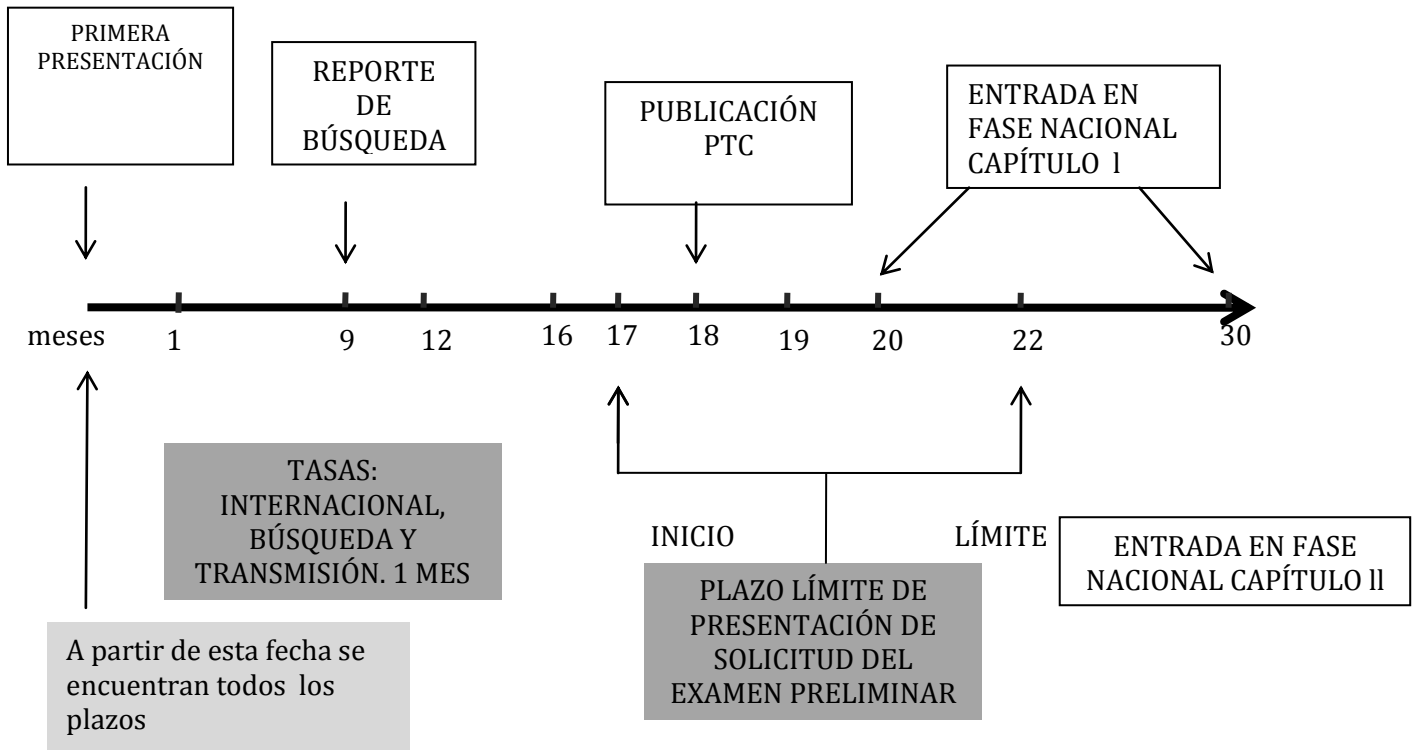 PRIMERA
PRESENTACIÓN
REPORTE
DE
BÚSQUEDA
PUBLICACIÓN
PTC
ENTRADA EN
FASE NACIONAL
CAPÍTULO l
meses
1
9
12
16
17
18
19
20
22
30
TASAS:
INTERNACIONAL,
BÚSQUEDA Y
TRANSMISIÓN. 1 MES
INICIO
LÍMITE
PLAZO LÍMITE DE
PRESENTACIÓN DE
SOLICITUD DEL
EXAMEN PRELIMINAR
ENTRADA EN FASE
NACIONAL CAPÍTULO ll
A partir de esta fecha se
encuentran todos los
plazos